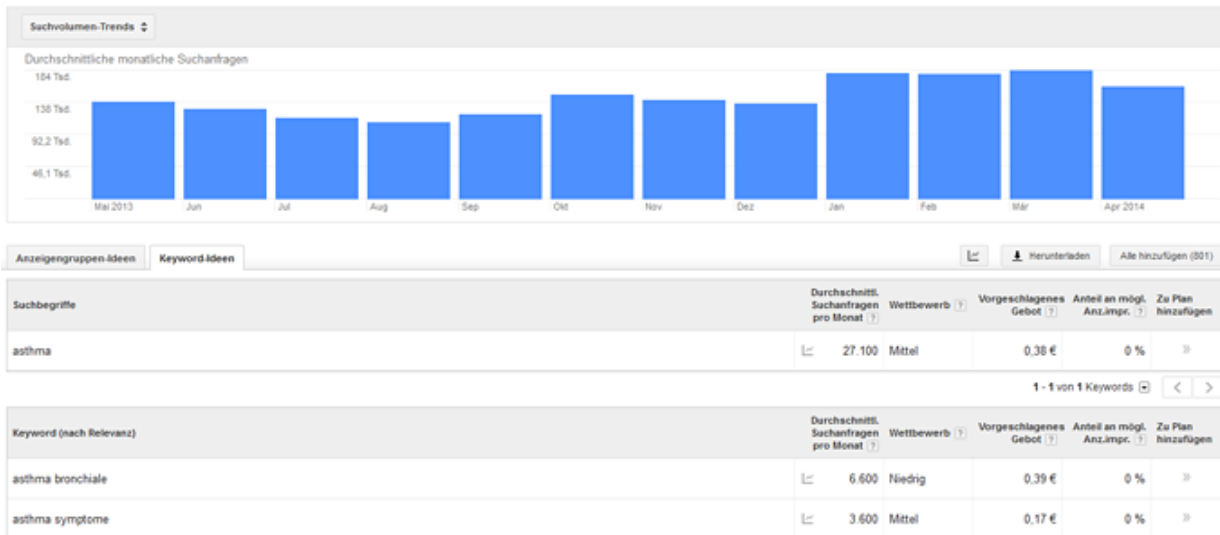 Suchvolumen-Trends
Durchschnittliche monatliche Suchanfragen
184 Tsd.
138 Tsd.
92,2 Tsd.
46,1 Tsd.
Mai 2013 Jun Jul Aug Sep Okt Nov Dez Jan Feb Mär Apr 2014
Anzeigengruppen-Ideen Keyword-Ideen Herunterladen Alle hinzufügen (801)
Suchbegriffe Durchschnittl. Suchanfragen pro Monat ? Wettbewerb ? Vorgeschlagenes Gebot ? Anteil an mögl. Anz.impr. ? Zu Plan hinzufügen
asthma 27.100 Mittel 0,38 € 0 % »
1 - 1 von 1 Keywords
Keyword (nach Relevanz) Durchschnittl. Suchanfragen pro Monat ? Wettbewerb ? Vorgeschlagenes Gebot ? Anteil an mögl. Anz.impr. ? Zu Plan hinzufügen
asthma bronchiale 6.600 Niedrig 0,39 € 0 % »
asthma symptome 3.600 Mittel 0,17 € 0 % »